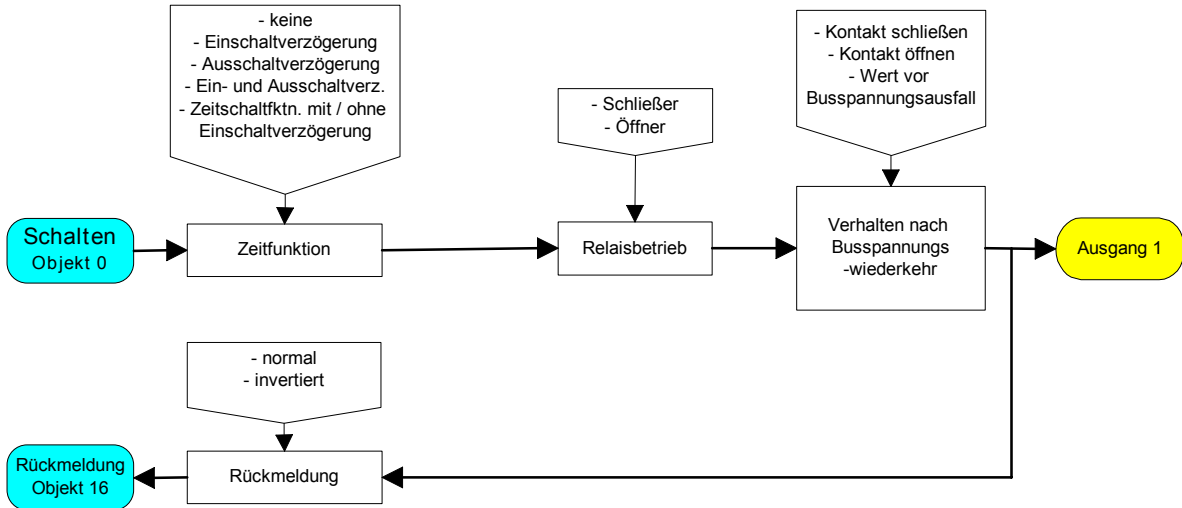 - keine
- Einschaltverzögerung
- Ausschaltverzögerung
- Ein- und Ausschaltverz.
- Zeitschaltfktn. mit / ohne
Einschaltverzögerung
- Schließer
- Öffner
- Kontakt schließen
- Kontakt öffnen
- Wert vor
Busspannungsausfall
Schalten
Objekt 0
Zeitfunktion
Relaisbetrieb
Verhalten nach
Busspannungs
-wiederkehr
Ausgang 1
- normal
- invertiert
Rückmeldung
Objekt 16
Rückmeldung